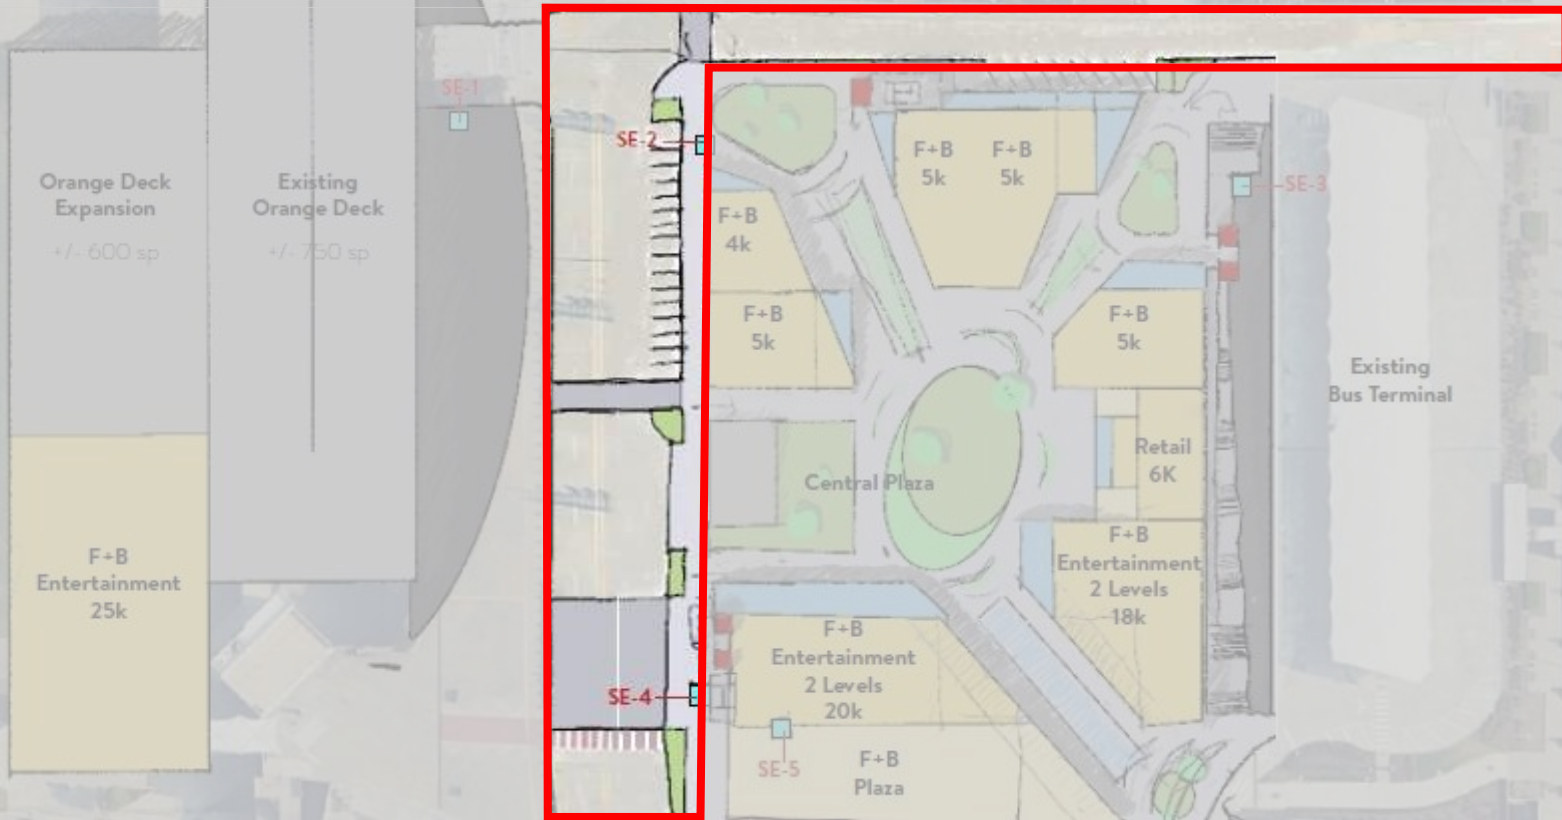 SE-1
SE-2
SE-3
SE-4
SE-5
Orange Deck
Expansion
+/- 600 sp
Existing
Orange Deck
+/- 750 sp
F+B
Entertainment
25k
F+B
5k
F+B
5k
F+B
4k
F+B
5k
F+B
5k
Existing
Bus Terminal
Retail
6K
Central Plaza
F+B
Entertainment
2 Levels
18k
F+B
Entertainment
2 Levels
20k
F+B
Plaza